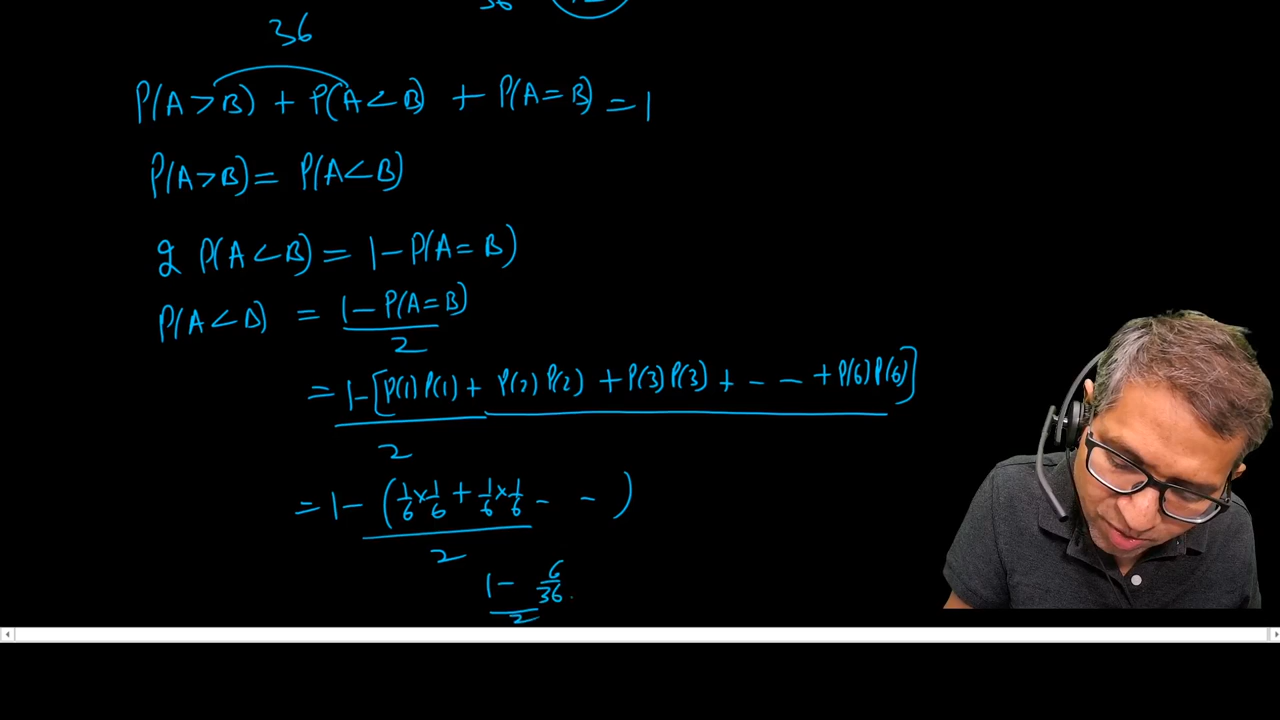 36
P(A>B) + P(A<B) + P(A=B) = 1
P(A>B) = P(A<B)
2 P(A<B) = 1 - P(A=B)
P(A<B) = 1 - P(A=B)
2
= 1 - [P(1)P(1) + P(2)P(2) + P(3)P(3) + - - + P(6)P(6)]
2
= 1 - (1/6 × 1/6 + 1/6 × 1/6 - - )
2
1 - 6/36
2